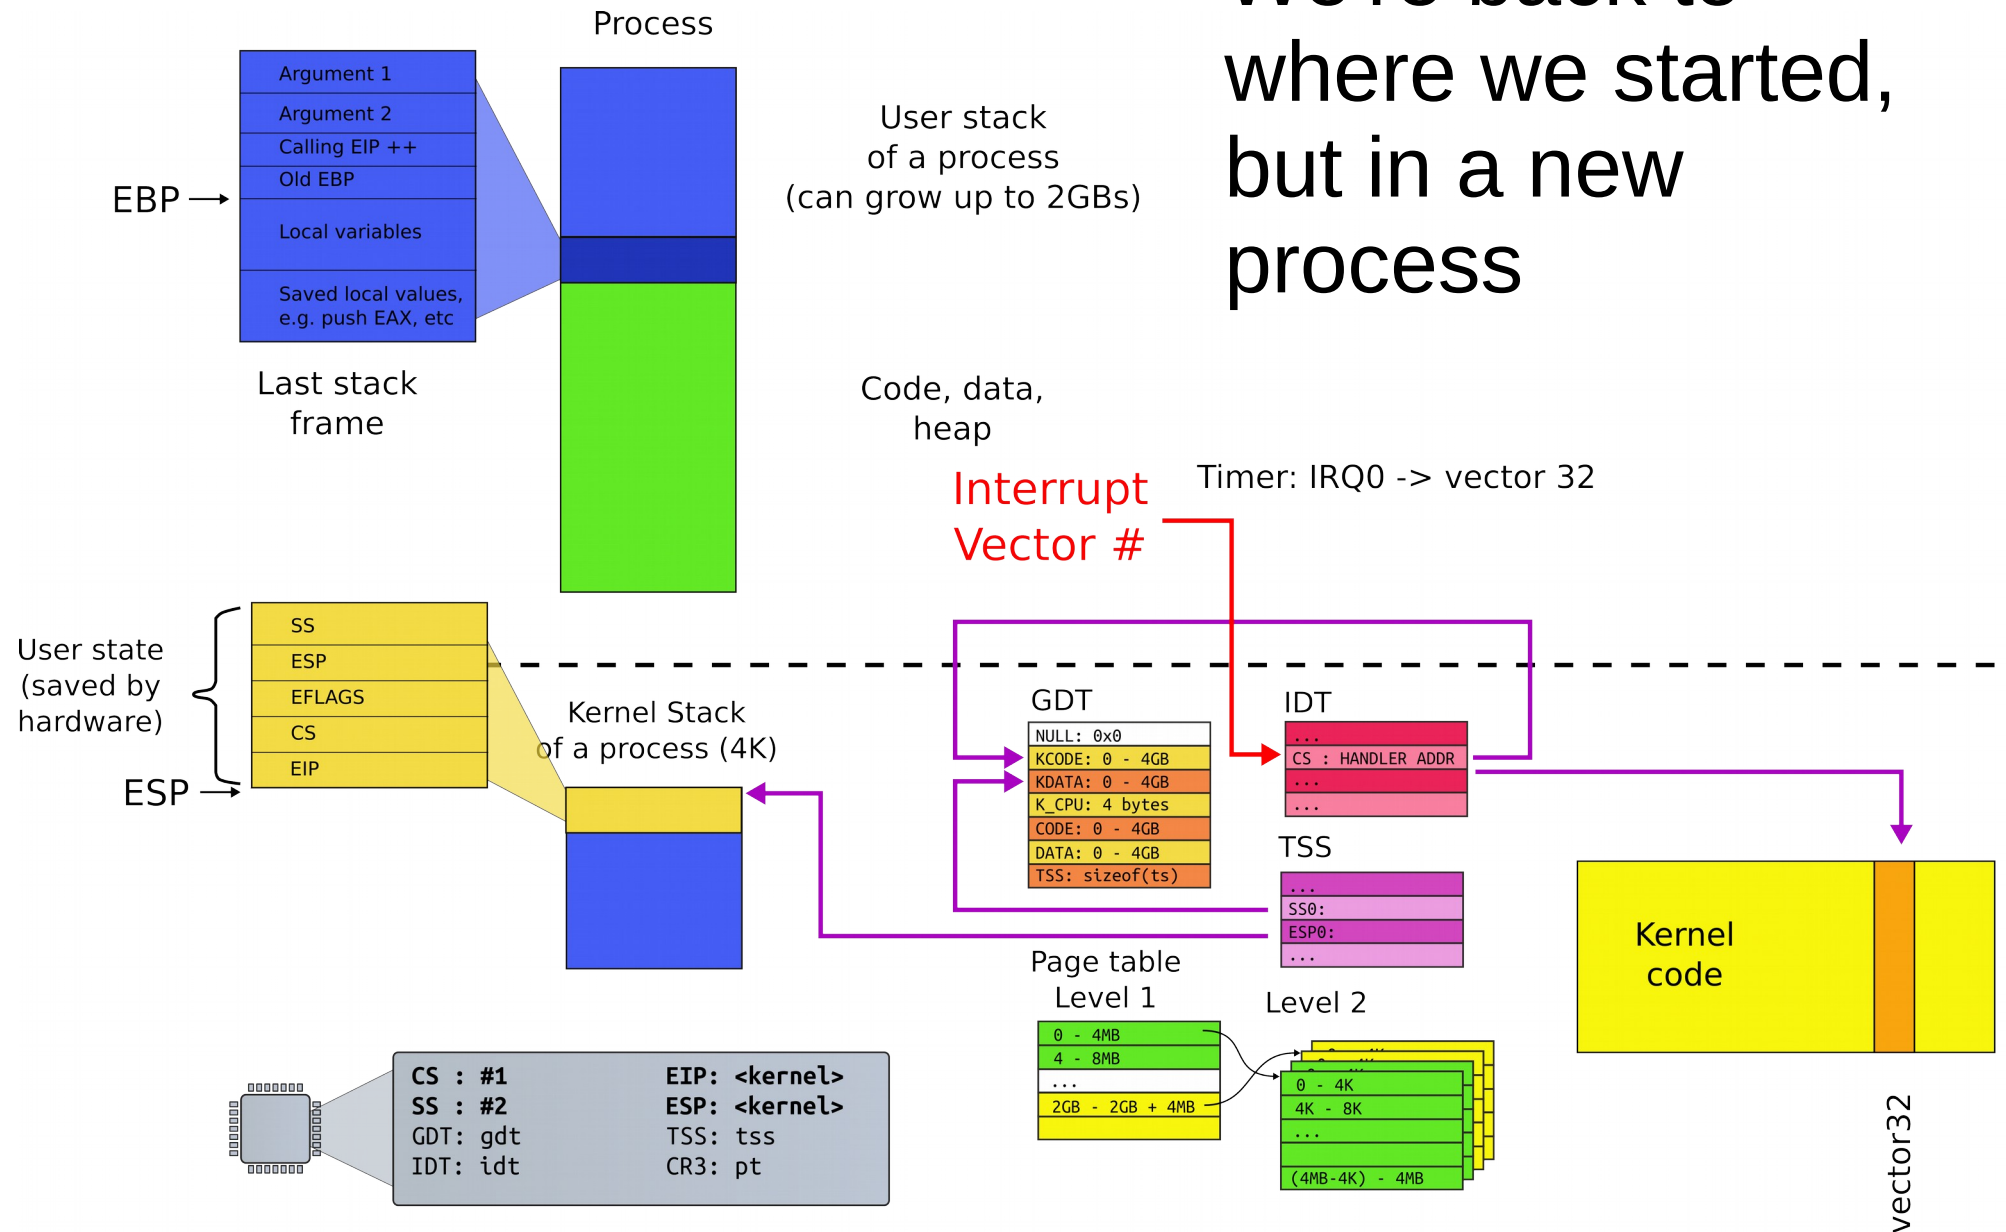 We're back to
where we started,
but in a new
process
Process
Argument 1
Argument 2
Calling EIP ++
Old EBP
Local variables
Saved local values,
e.g. push EAX, etc
EBP
Last stack
frame
User stack
of a process
(can grow up to 2GBs)
Code, data,
heap
Interrupt
Vector #
Timer: IRQ0 -> vector 32
User state
(saved by
hardware)
SS
ESP
EFLAGS
CS
EIP
ESP
Kernel Stack
of a process (4K)
GDT
NULL: 0x0
KCODE: 0 - 4GB
KDATA: 0 - 4GB
K_CPU: 4 bytes
CODE: 0 - 4GB
DATA: 0 - 4GB
TSS: sizeof(ts)
IDT
...
CS : HANDLER ADDR
...
...
TSS
...
SS0:
ESP0:
...
Kernel
code
vector32
Page table
Level 1
0 - 4MB
4 - 8MB
...
2GB - 2GB + 4MB
Level 2
0 - 4K
4K - 8K
...
(4MB-4K) - 4MB
CS : #1
EIP: <kernel>
SS : #2
ESP: <kernel>
GDT: gdt
TSS: tss
IDT: idt
CR3: pt